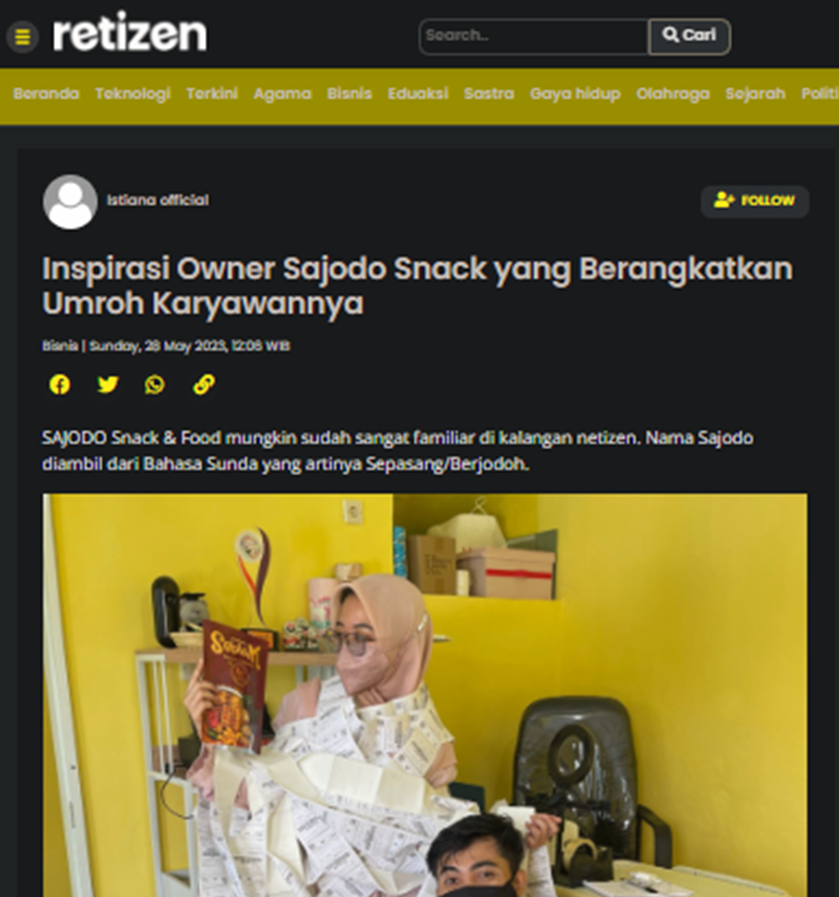 retizen
Search..
Cari
Beranda Teknologi Terkini Agama Bisnis Eduaksi Sastra Gaya hidup Olahraga Sejarah Politi
Istiana official
FOLLOW
Inspirasi Owner Sajodo Snack yang Berangkatkan
Umroh Karyawannya
Bisnis | Sunday, 28 May 2023, 12:06 WIB
SAJODO Snack & Food mungkin sudah sangat familiar di kalangan netizen. Nama Sajodo
diambil dari Bahasa Sunda yang artinya Sepasang/Berjodoh.